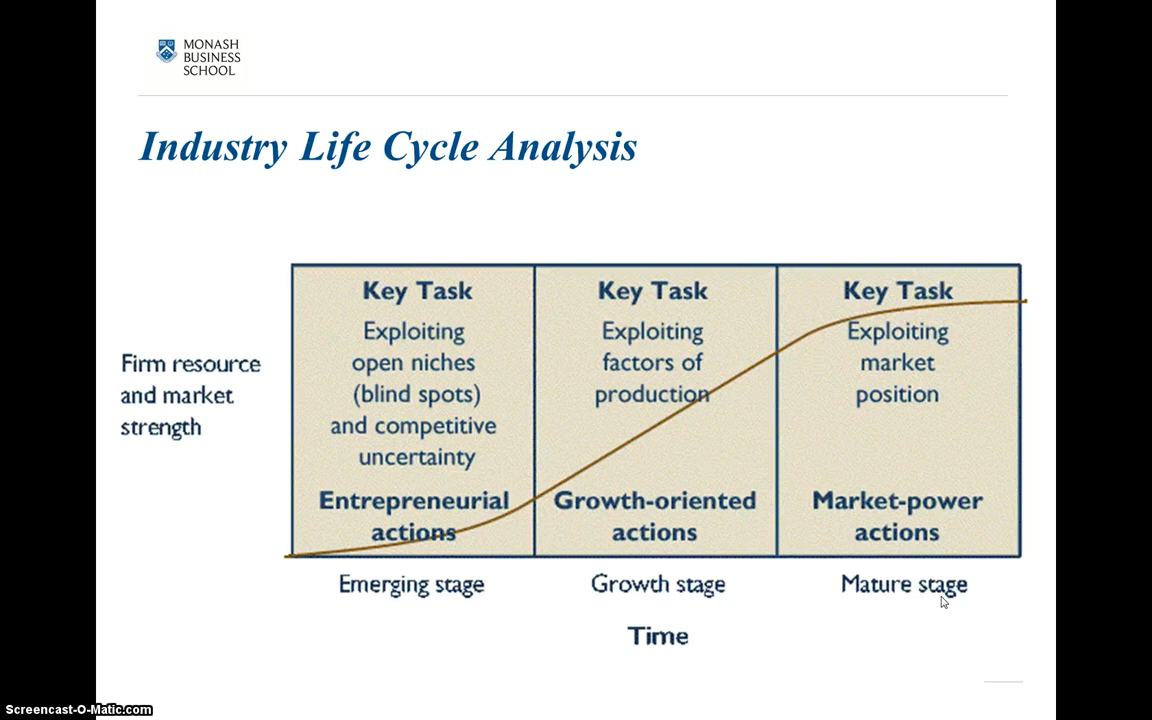 MONASH
BUSINESS
SCHOOL
Industry Life Cycle Analysis
Firm resource
and market
strength
Key Task
Exploiting
open niches
(blind spots)
and competitive
uncertainty
Entrepreneurial
actions
Emerging stage
Key Task
Exploiting
factors of
production
Growth-oriented
actions
Growth stage
Key Task
Exploiting
market
position
Market-power
actions
Mature stage
Time
Screencast-O-Matic.com